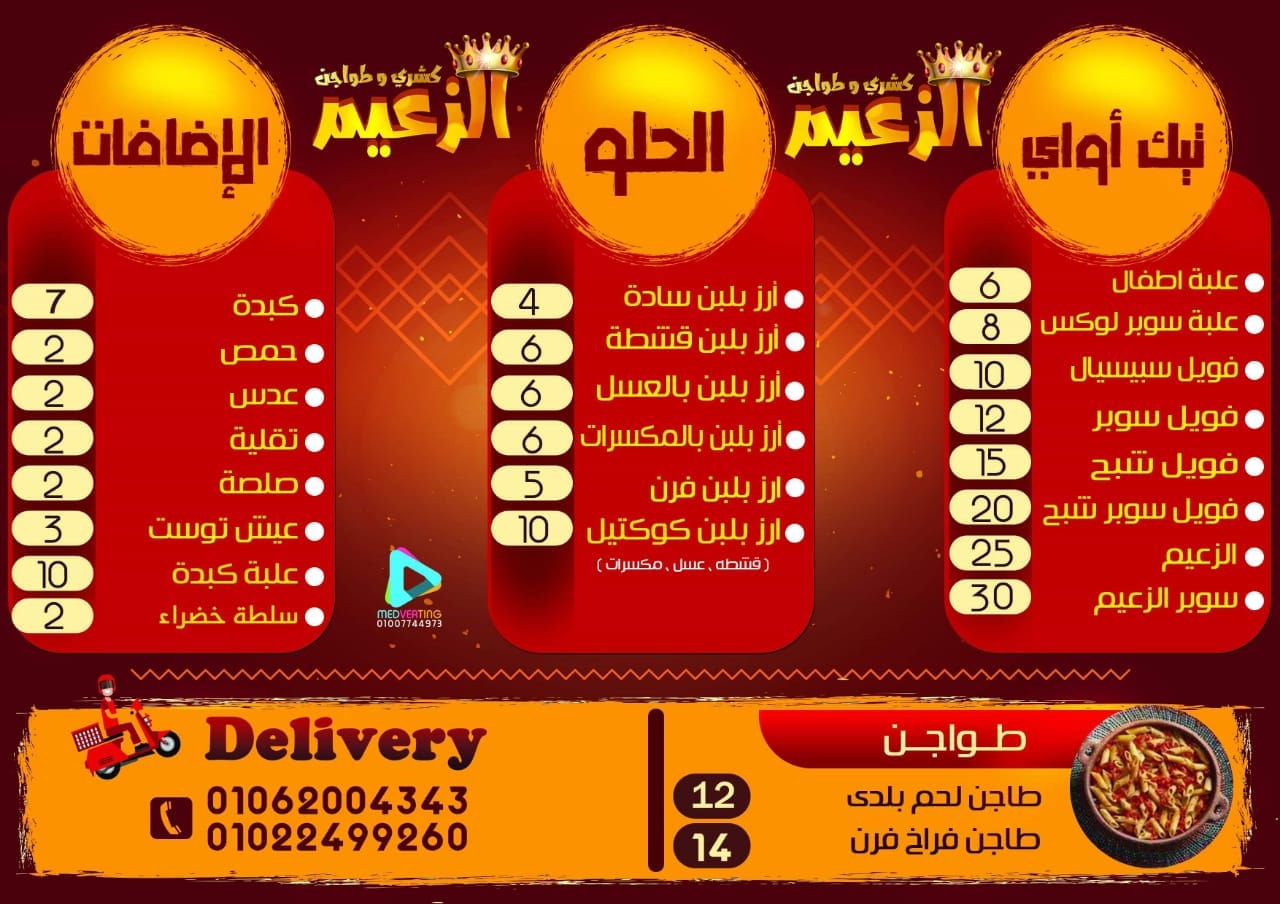 كشري و طواجن
الزعيم
كشري و طواجن
الزعيم
تيك أواي
علبة اطفال 6
علبة سوبر لوكس 8
فويل سبيسيال 10
فويل سوبر 12
فويل شبح 15
فويل سوبر شبح 20
الزعيم 25
سوبر الزعيم 30
الحلو
أرز بلبن سادة 4
أرز بلبن قشطة 6
أرز بلبن بالعسل 6
أرز بلبن بالمكسرات 6
ارز بلبن فرن 5
ارز بلبن كوكتيل 10
( قشطه ، عسل ، مكسرات )
الإضافات
كبدة 7
حمص 2
عدس 2
تقلية 2
صلصة 2
عيش توست 3
علبة كبدة 10
سلطة خضراء 2
MEDVERTING
01007744973
طواجن
طاجن لحم بلدى 12
طاجن فراخ فرن 14
Delivery
01062004343
01022499260